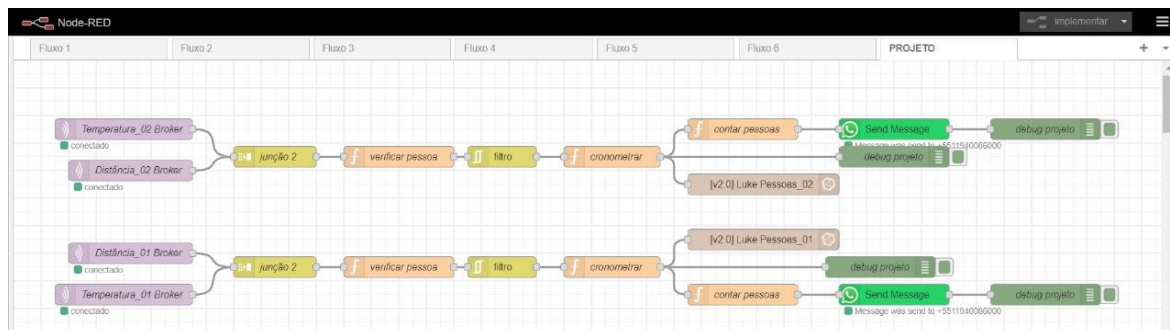 Node-RED
implementar
Fluxo 1
Fluxo 2
Fluxo 3
Fluxo 4
Fluxo 5
Fluxo 6
PROJETO
Temperatura_02 Broker
conectado
Distância_02 Broker
conectado
junção 2
verificar pessoa
filtro
cronometrar
contar pessoas
Send Message
Message was send to +5511940086000
debug projeto
debug projeto
[v2.0] Luke Pessoas_02
Distância_01 Broker
conectado
Temperatura_01 Broker
conectado
junção 2
verificar pessoa
filtro
cronometrar
[v2.0] Luke Pessoas_01
debug projeto
contar pessoas
Send Message
Message was send to +5511940086000
debug projeto